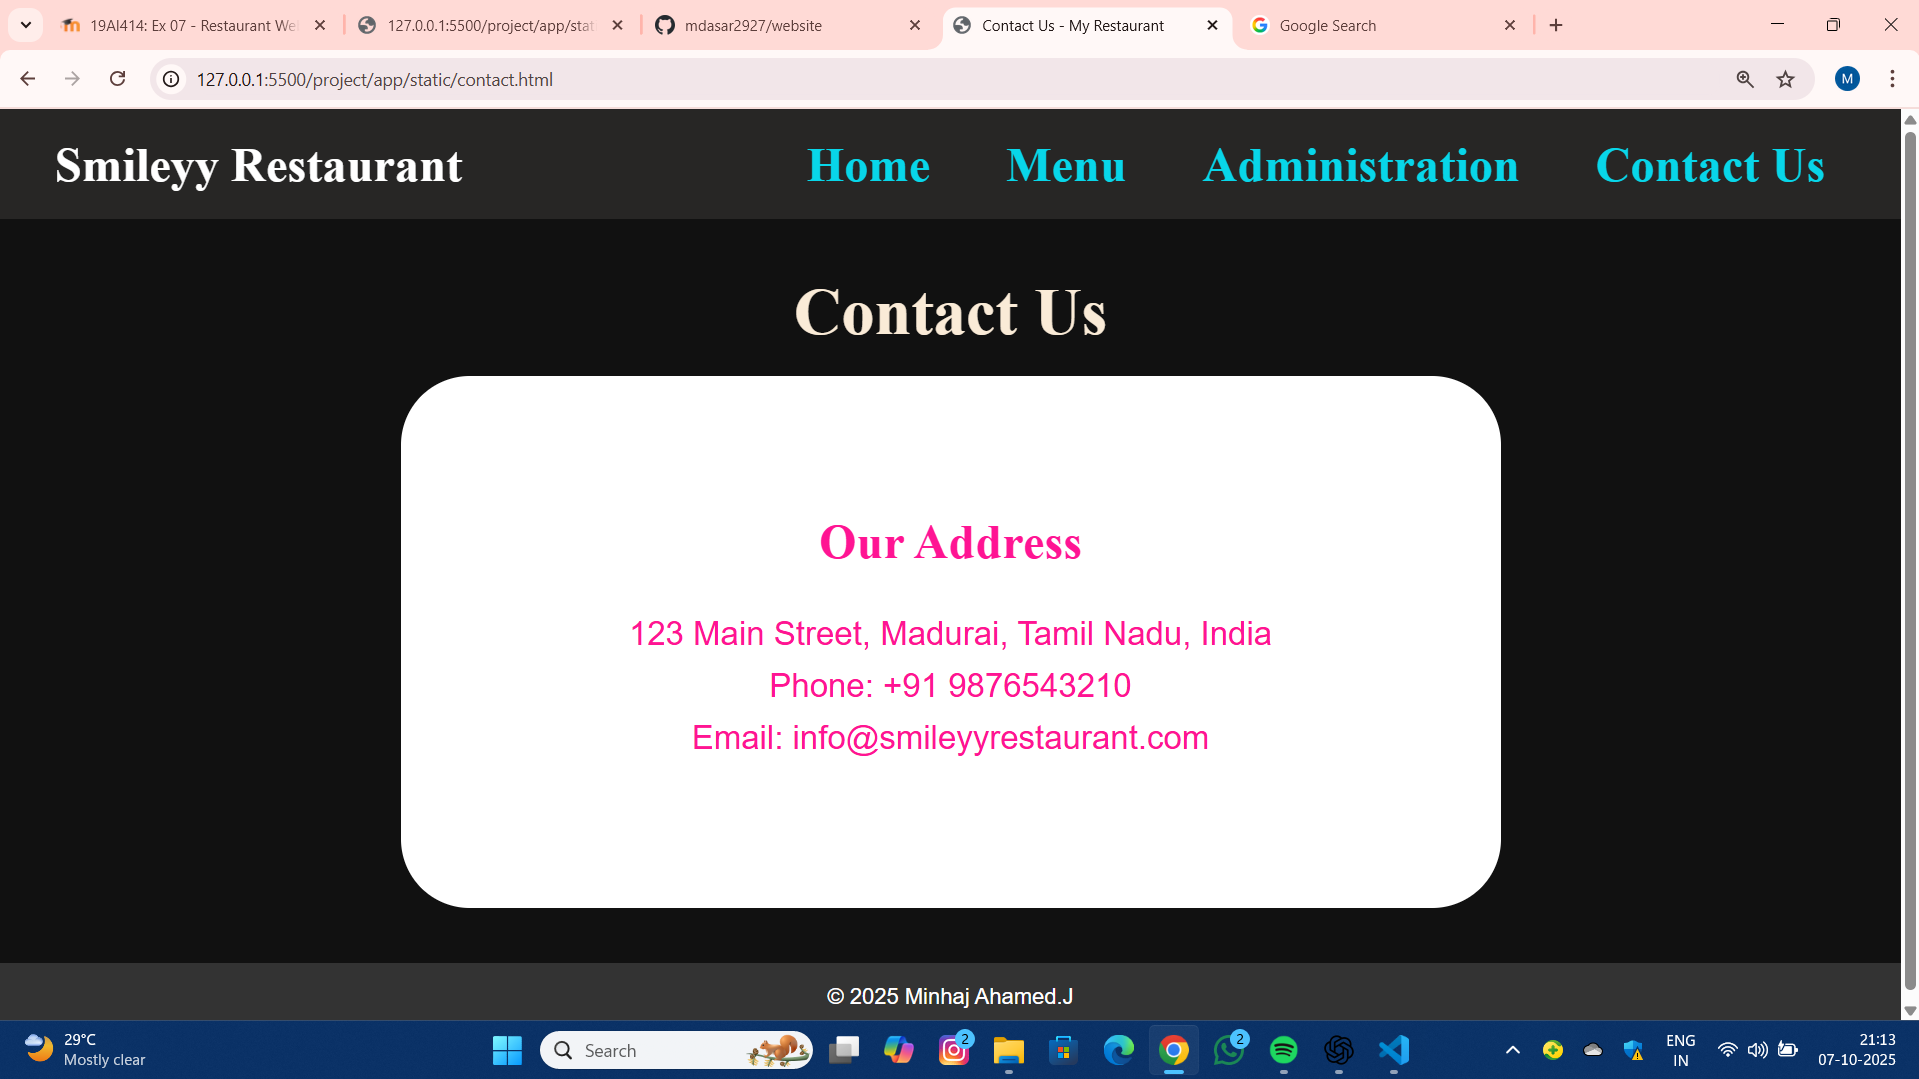 19AI414: Ex 07 - Restaurant We
127.0.0.1:5500/project/app/stat
mdasar2927/website
Contact Us - My Restaurant
Google Search
127.0.0.1:5500/project/app/static/contact.html
M
Smileyy Restaurant
Home
Menu
Administration
Contact Us
Contact Us
Our Address
123 Main Street, Madurai, Tamil Nadu, India
Phone: +91 9876543210
Email: info@smileyyrestaurant.com
© 2025 Minhaj Ahamed.J
29°C
Mostly clear
Search
2
2
ENG
IN
21:13
07-10-2025